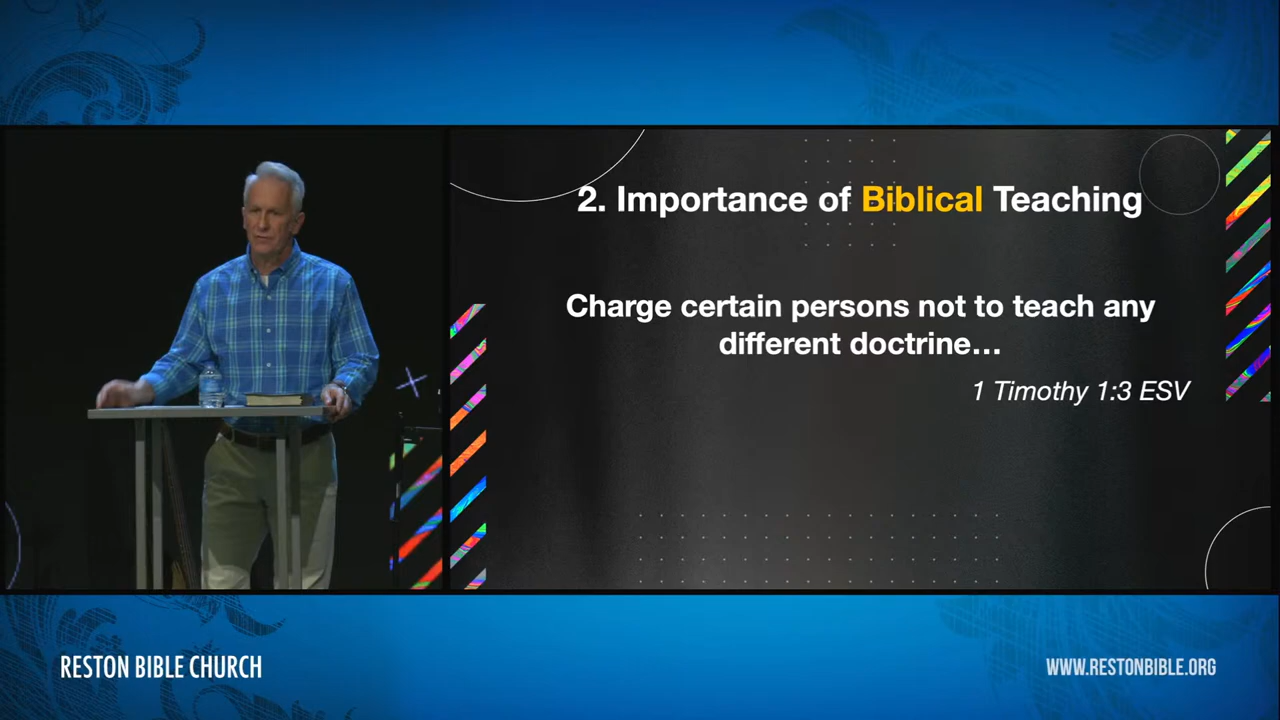 2. Importance of Biblical Teaching
Charge certain persons not to teach any
different doctrine...
1 Timothy 1:3 ESV
RESTON BIBLE CHURCH
WWW.RESTONBIBLE.ORG